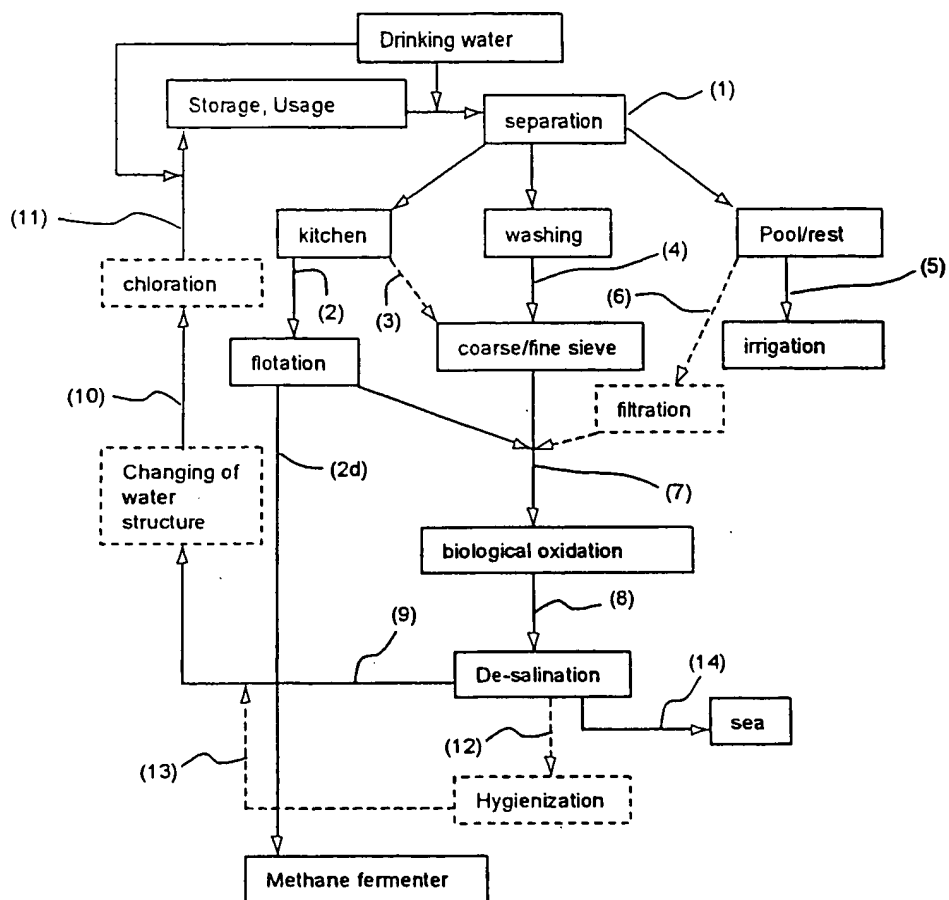 Drinking water
Storage, Usage
(1)
separation
(11)
kitchen
washing
Pool/rest
(4)
(5)
chloration
(2)
(3)
(6)
coarse/fine sieve
irrigation
flotation
(10)
filtration
(2d)
Changing of
water
structure
(7)
biological oxidation
(8)
(9)
De-salination
(14)
sea
(12)
(13)
Hygienization
Methane fermenter